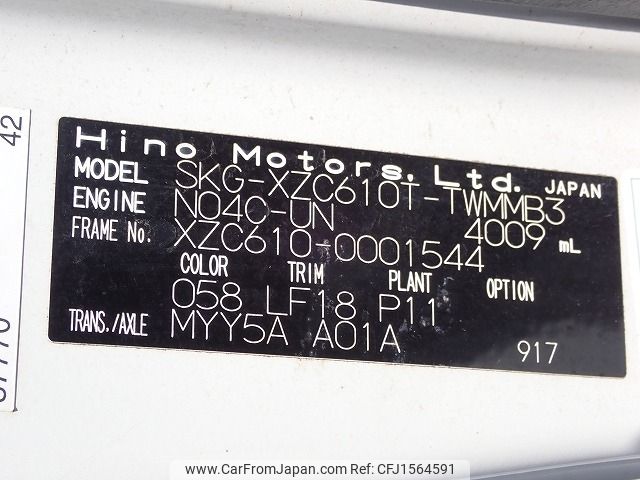 42
Hino Motors, Ltd. JAPAN
MODEL SKG-XZC610T-TWMMB3
ENGINE N04C-UN 4009 mL
FRAME No. XZC610-0001544
COLOR TRIM PLANT OPTION
058 LF18 P11
TRANS./AXLE MYY5A A01A 917
www.CarFromJapan.com - ID: CFJ1564591